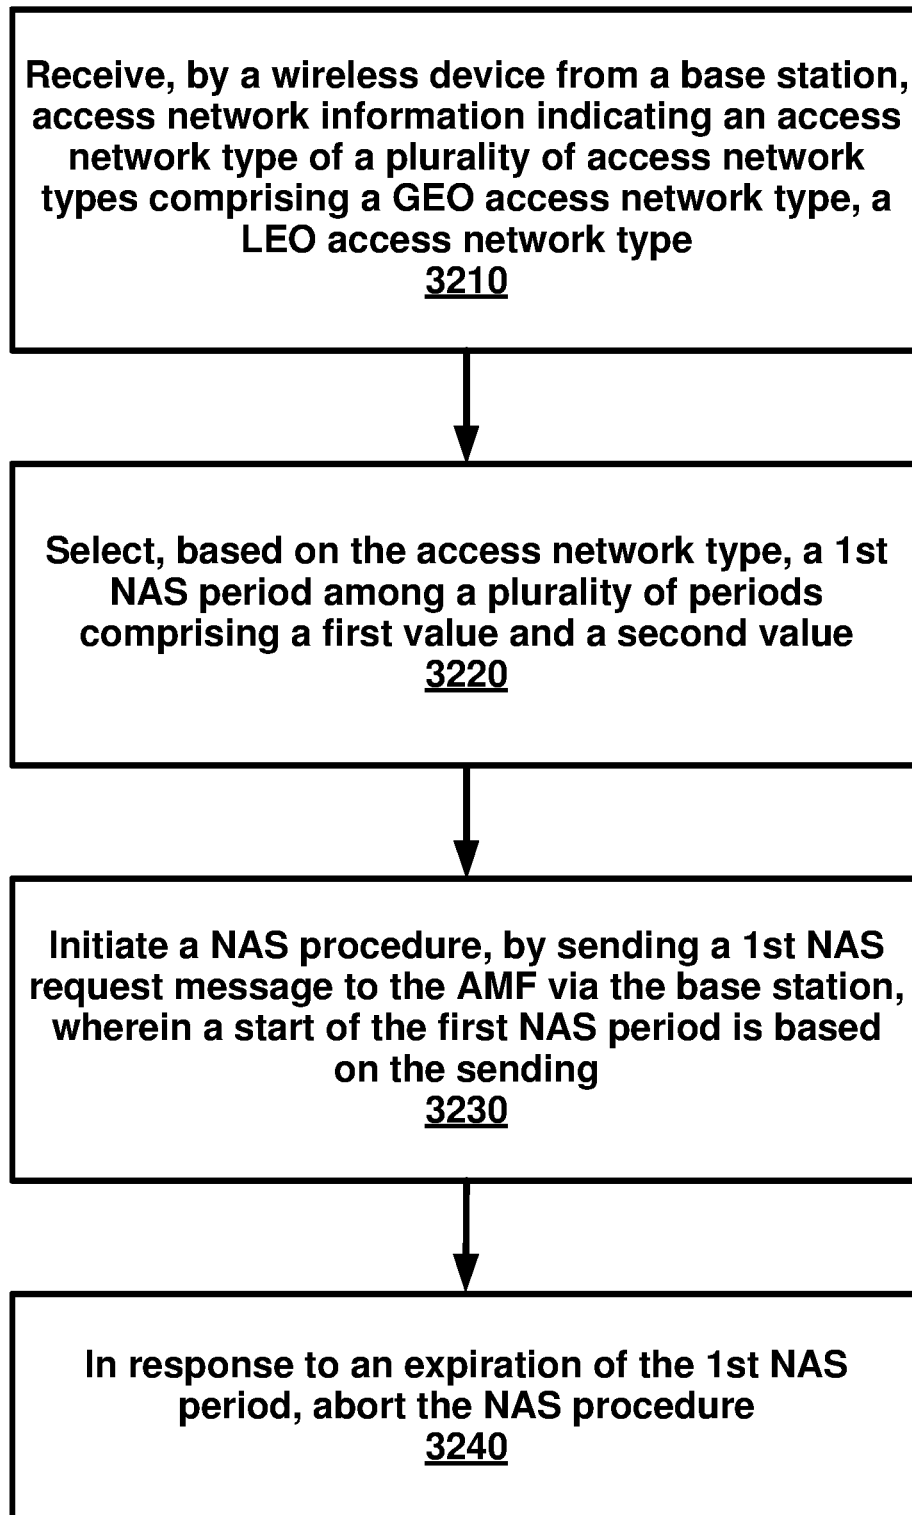 Receive, by a wireless device from a base station,
access network information indicating an access
network type of a plurality of access network
types comprising a GEO access network type, a
LEO access network type
3210
Select, based on the access network type, a 1st
NAS period among a plurality of periods
comprising a first value and a second value
3220
Initiate a NAS procedure, by sending a 1st NAS
request message to the AMF via the base station,
wherein a start of the first NAS period is based
on the sending
3230
In response to an expiration of the 1st NAS
period, abort the NAS procedure
3240